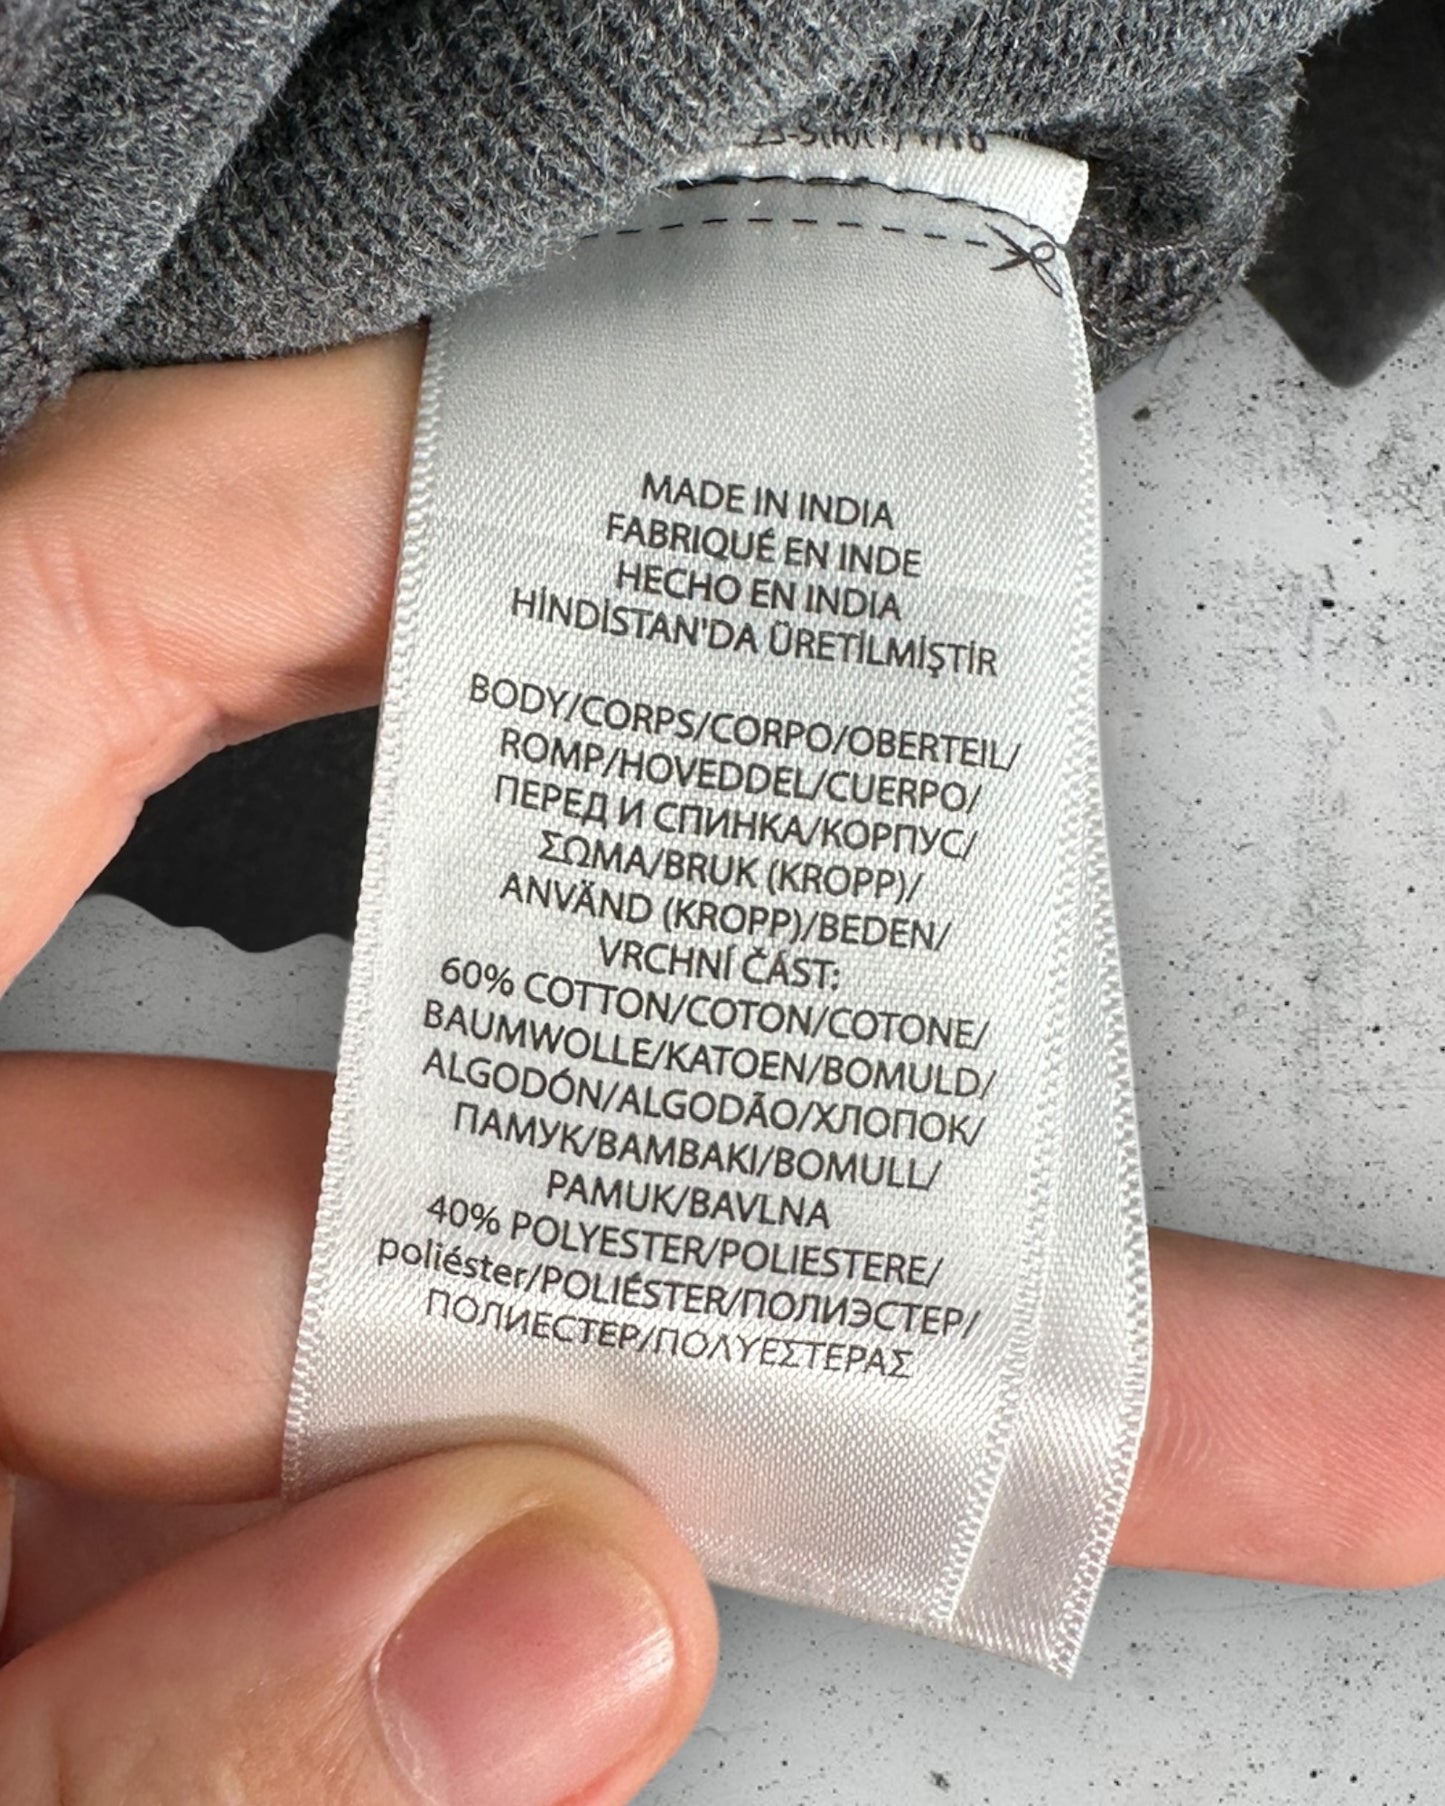 MADE IN INDIA
FABRIQUÉ EN INDE
HECHO EN INDIA
HİNDİSTAN'DA ÜRETİLMİŞTİR
BODY/CORPS/CORPO/OBERTEIL/
ROMP/HOVEDDEL/CUERPO/
ПЕРЕД И СПИНКА/КОРПУС/
ΣΩΜΑ/BRUK (KROPP)/
ANVÄND (KROPP)/BEDEN/
VRCHNÍ ČÁST:
60% COTTON/COTON/COTONE/
BAUMWOLLE/KATOEN/BOMULD/
ALGODÓN/ALGODÃO/ХЛОПОК/
ПАМУК/BAMBAKI/BOMULL/
PAMUK/BAVLNA
40% POLYESTER/POLIESTERE/
poliéster/POLIÉSTER/ПОЛИЭСТЕР/
ПОЛИЕСТЕР/ΠΟΛΥΕΣΤΕΡΑΣ